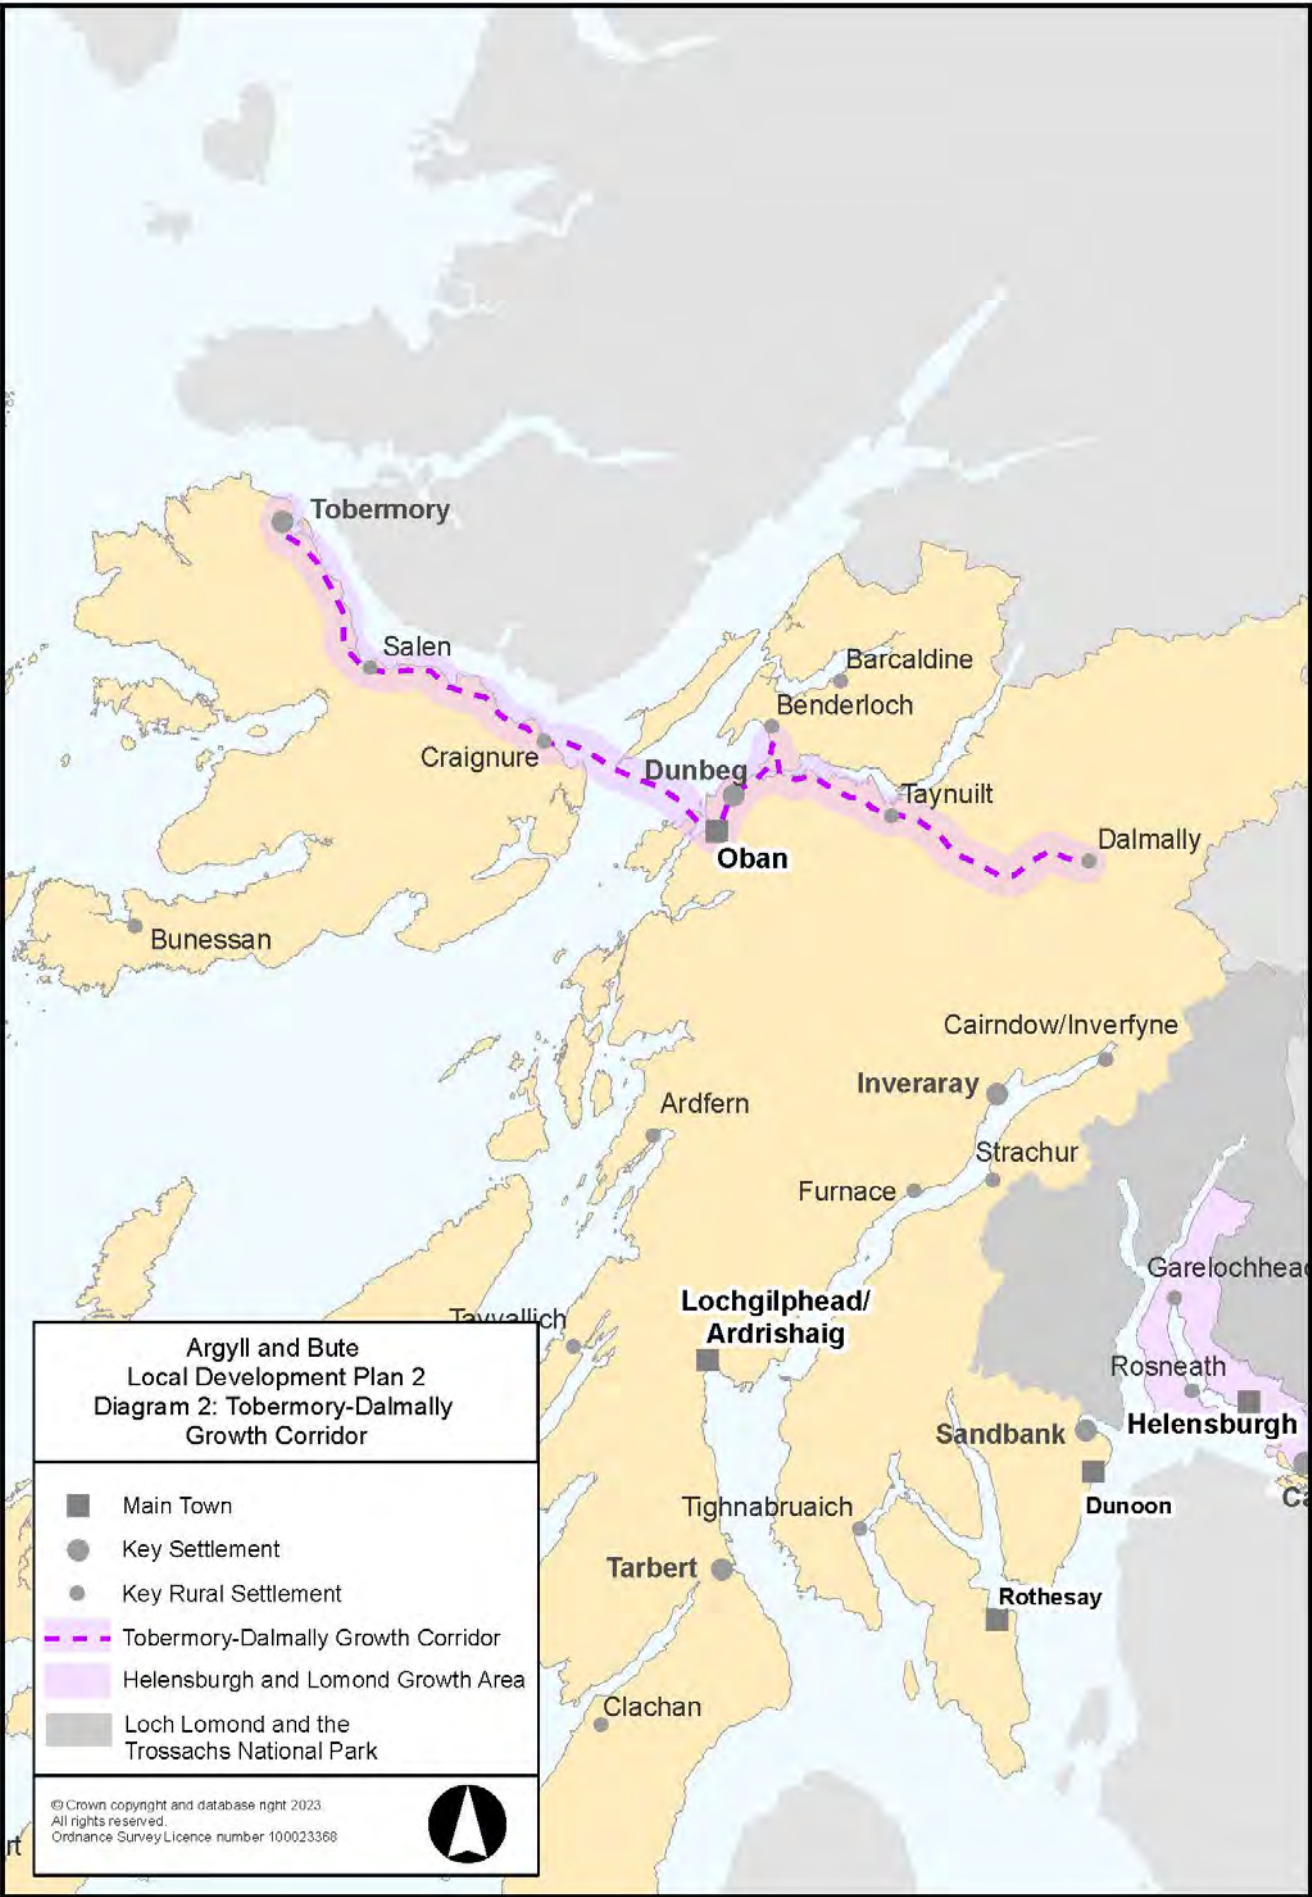 Tobermory
Salen
Barcaldine
Benderloch
Craignure
Dunbeg
Taynuilt
Dalmally
Oban
Bunessan
Cairndow/Inverfyne
Inveraray
Ardfern
Strachur
Furnace
Garelochhead
Lochgilphead/
Ardrishaig
Tayvallich
Rosneath
Helensburgh
Sandbank
Dunoon
Tighnabruaich
Tarbert
Rothesay
Clachan
Argyll and Bute
Local Development Plan 2
Diagram 2: Tobermory-Dalmally
Growth Corridor
Main Town
Key Settlement
Key Rural Settlement
Tobermory-Dalmally Growth Corridor
Helensburgh and Lomond Growth Area
Loch Lomond and the
Trossachs National Park
© Crown copyright and database right 2023.
All rights reserved.
Ordnance Survey Licence number 100023368